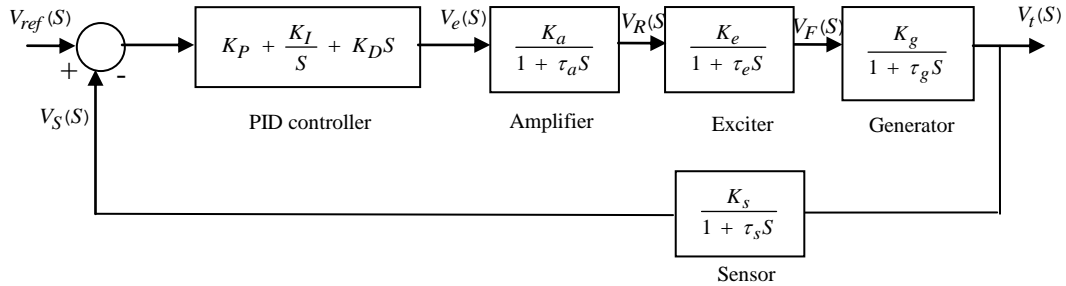 V_ref(S)
V_e(S)
V_R(S
V_F(S)
V_t(S)
K_P + K_I/S + K_D S
K_a/(1 + τ_a S)
K_e/(1 + τ_e S)
K_g/(1 + τ_g S)
+
-
V_S(S)
PID controller
Amplifier
Exciter
Generator
K_s/(1 + τ_s S)
Sensor